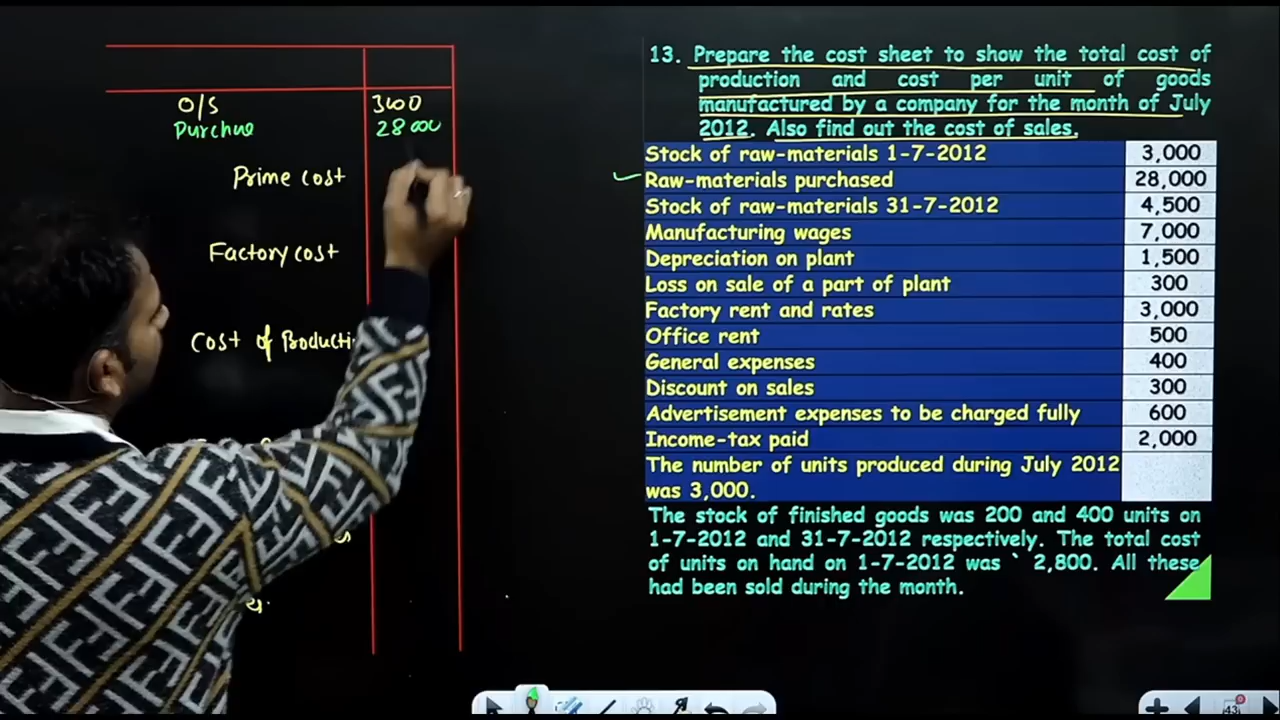 O/S 3000
Purchue 28000
Prime cost
Factory cost
Cost of
13. Prepare the cost sheet to show the total cost of
production and cost per unit of goods
manufactured by a company for the month of July
2012. Also find out the cost of sales.
Stock of raw-materials 1-7-2012 3,000
Raw-materials purchased 28,000
Stock of raw-materials 31-7-2012 4,500
Manufacturing wages 7,000
Depreciation on plant 1,500
Loss on sale of a part of plant 300
Factory rent and rates 3,000
Office rent 500
General expenses 400
Discount on sales 300
Advertisement expenses to be charged fully 600
Income-tax paid 2,000
The number of units produced during July 2012
was 3,000.
The stock of finished goods was 200 and 400 units on
1-7-2012 and 31-7-2012 respectively. The total cost
of units on hand on 1-7-2012 was ` 2,800. All these
had been sold during the month.
43